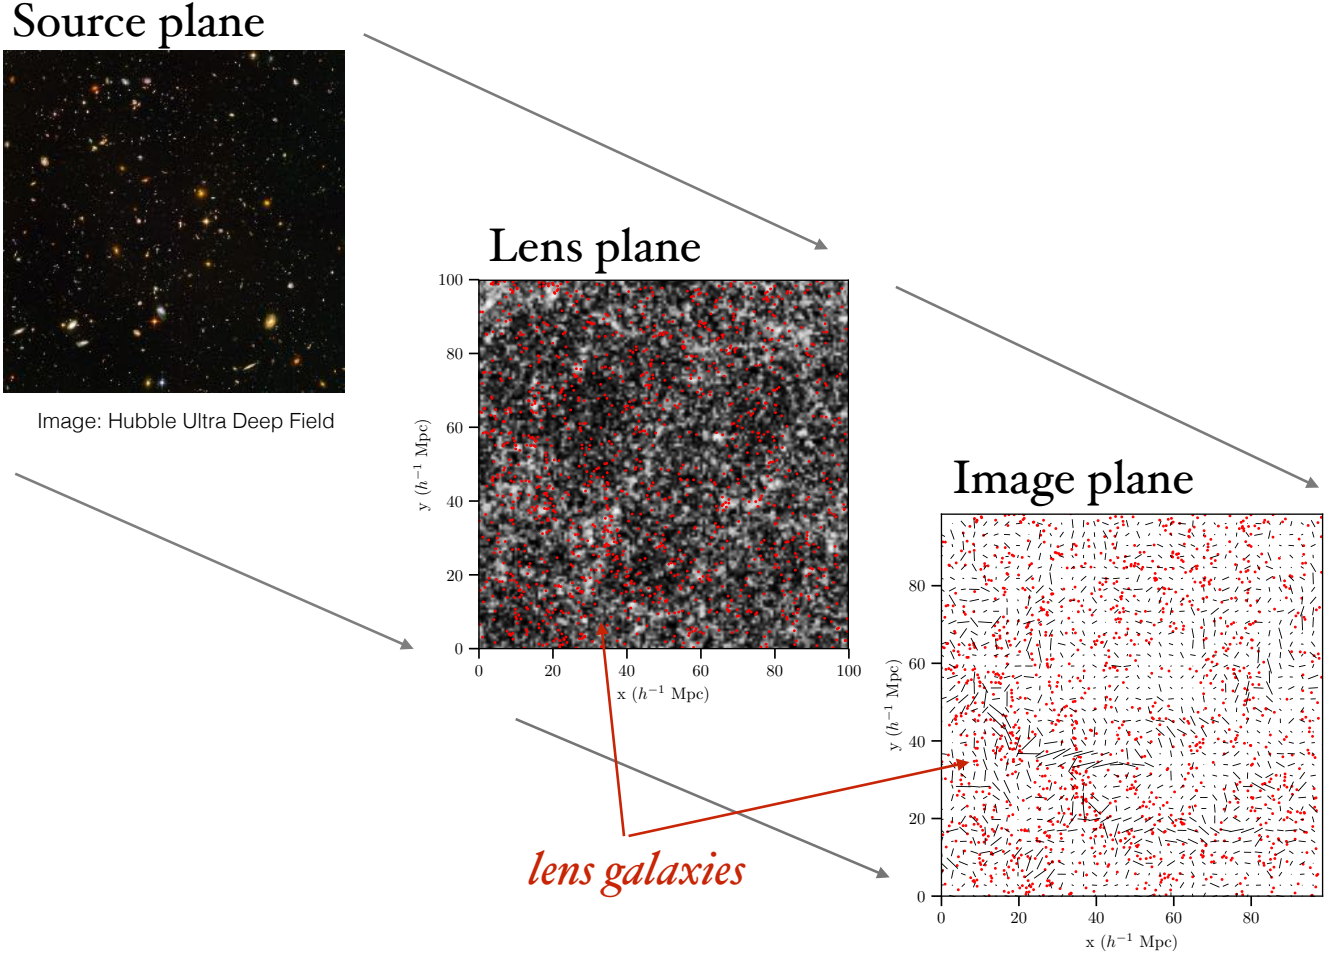 Source plane
Image: Hubble Ultra Deep Field
Lens plane
100
80
60
40
20
0
y (h⁻¹ Mpc)
0 20 40 60 80 100
x (h⁻¹ Mpc)
Image plane
80
60
40
20
0
y (h⁻¹ Mpc)
0 20 40 60 80
x (h⁻¹ Mpc)
lens galaxies